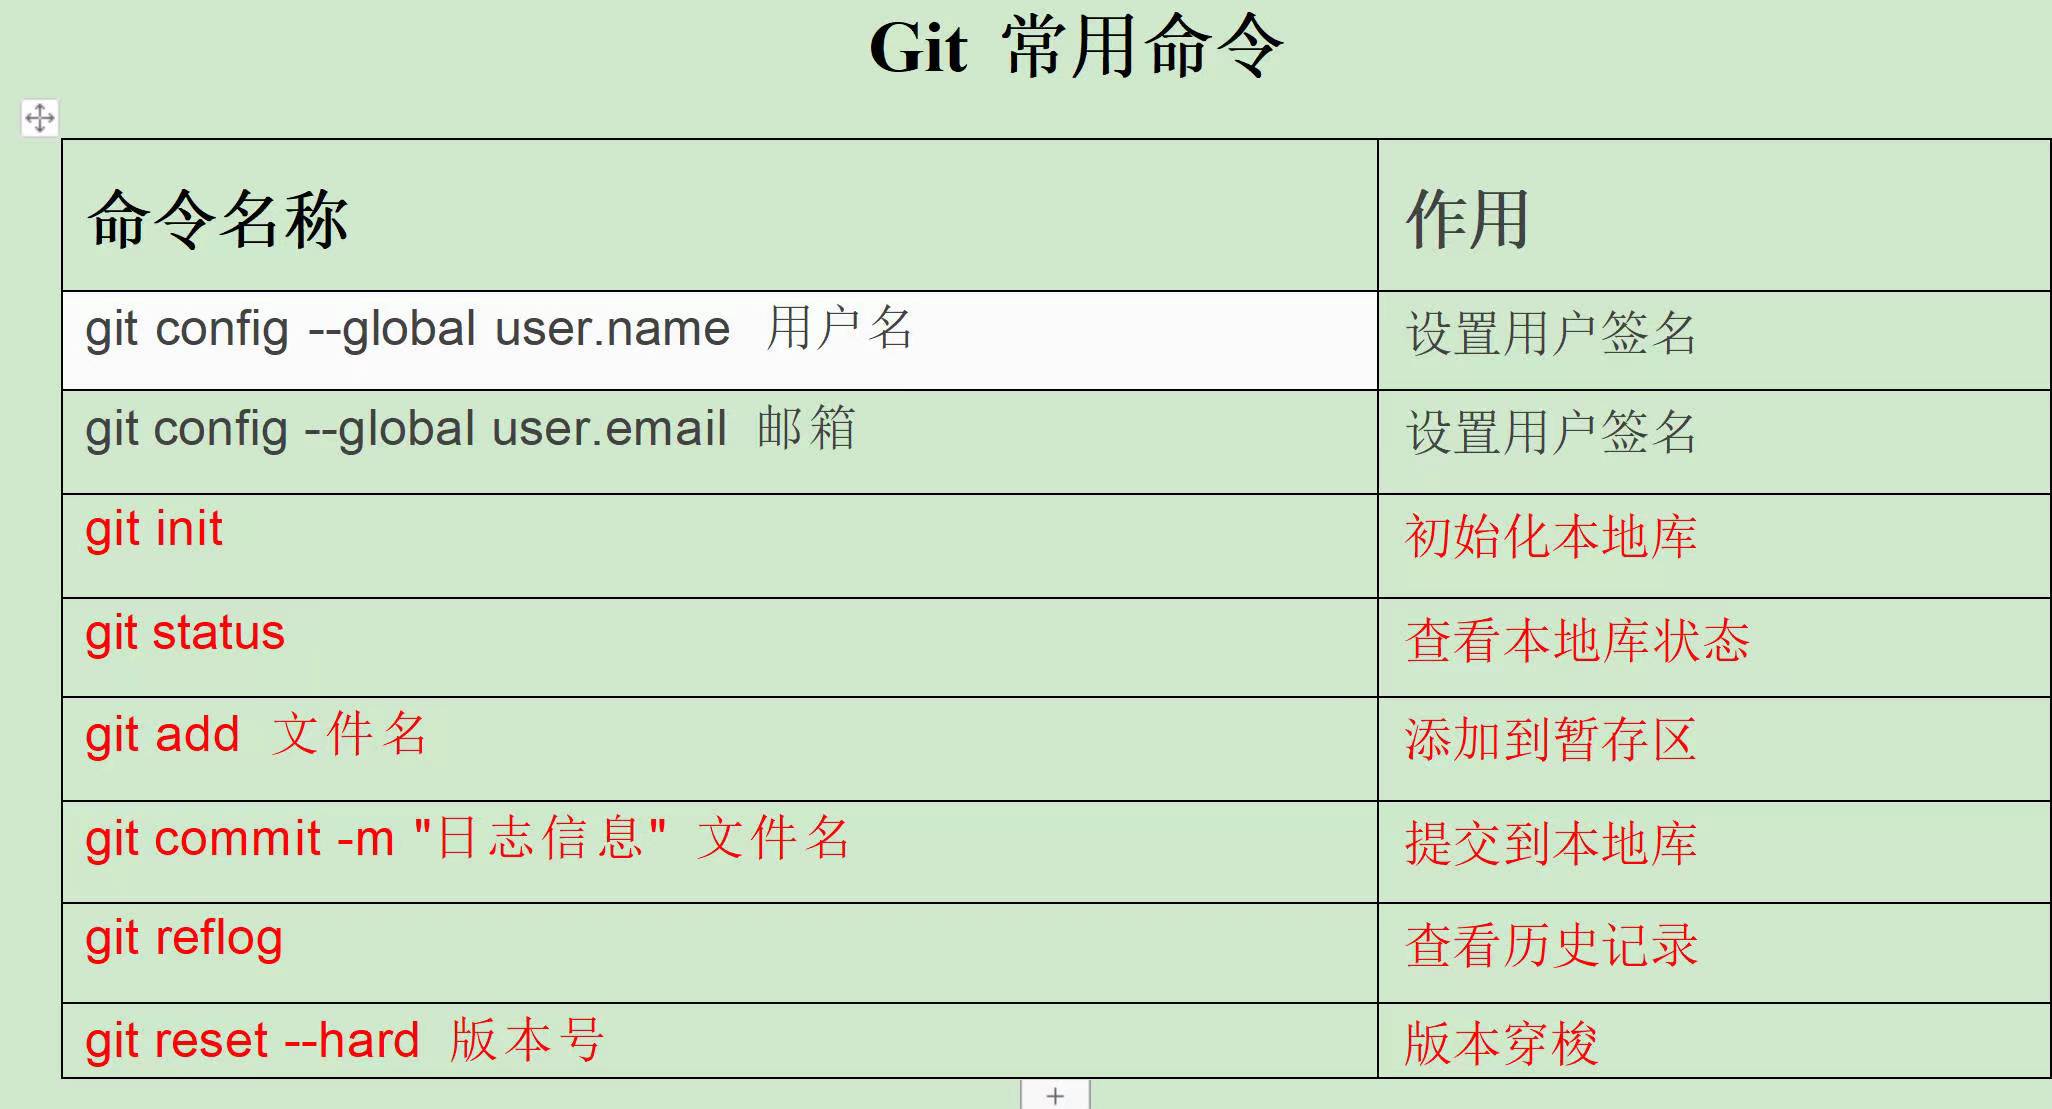 Git 常用命令
命令名称 作用
git config --global user.name 用户名 设置用户签名
git config --global user.email 邮箱 设置用户签名
git init 初始化本地库
git status 查看本地库状态
git add 文件名 添加到暂存区
git commit -m "日志信息" 文件名 提交到本地库
git reflog 查看历史记录
git reset --hard 版本号 版本穿梭